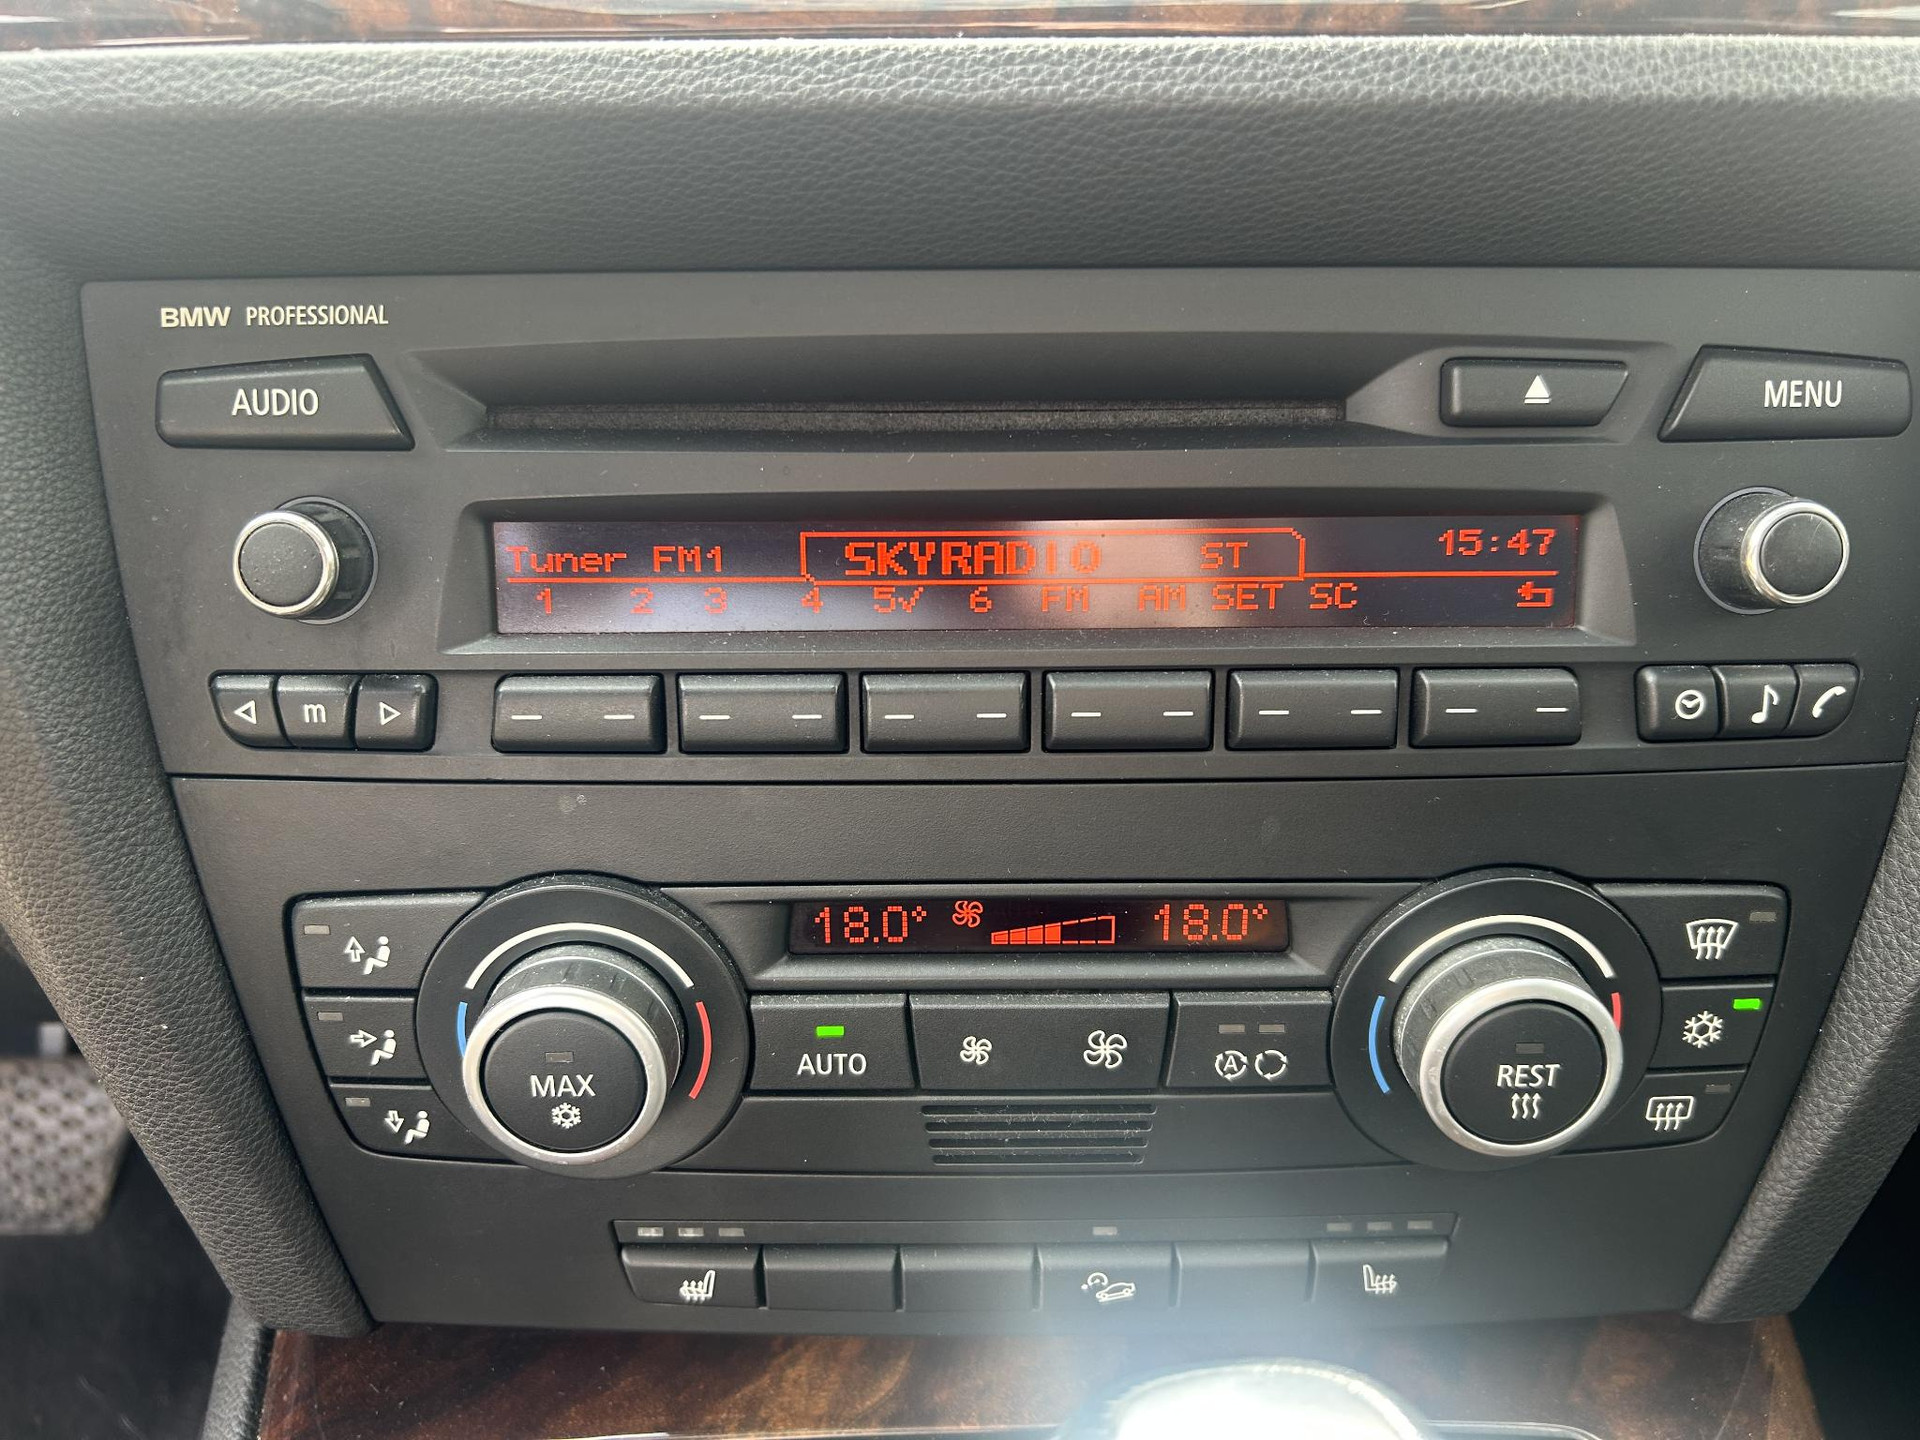 BMW PROFESSIONAL
AUDIO
MENU
Tuner FM1 SKYRADIO ST 15:47
1 2 3 4 5✓ 6 FM AM SET SC
m
18.0° 18.0°
AUTO
A
MAX
REST